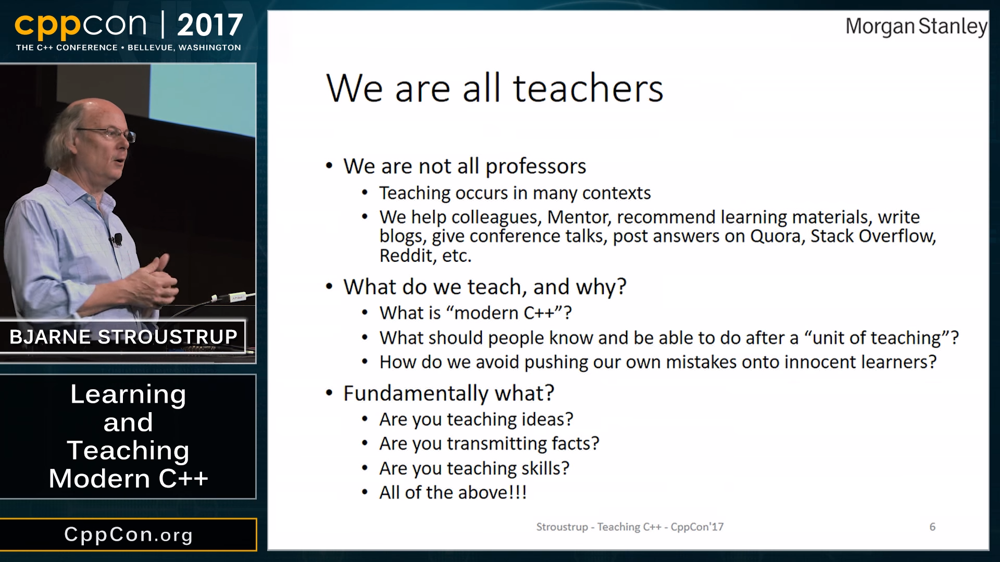 cppcon | 2017
THE C++ CONFERENCE • BELLEVUE, WASHINGTON
BJARNE STROUSTRUP
Learning
and
Teaching
Modern C++
CppCon.org
Morgan Stanley
We are all teachers
• We are not all professors
• Teaching occurs in many contexts
• We help colleagues, Mentor, recommend learning materials, write
blogs, give conference talks, post answers on Quora, Stack Overflow,
Reddit, etc.
• What do we teach, and why?
• What is “modern C++”?
• What should people know and be able to do after a “unit of teaching”?
• How do we avoid pushing our own mistakes onto innocent learners?
• Fundamentally what?
• Are you teaching ideas?
• Are you transmitting facts?
• Are you teaching skills?
• All of the above!!!
Stroustrup - Teaching C++ - CppCon'17
6